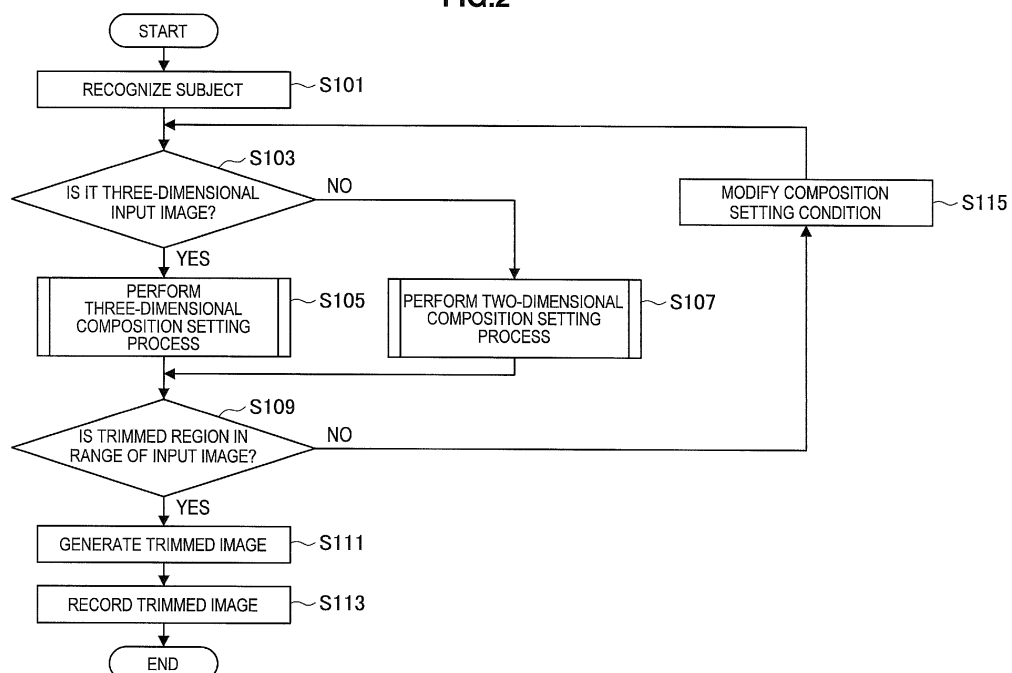 FIG.2
START
RECOGNIZE SUBJECT
S101
S103
IS IT THREE-DIMENSIONAL
INPUT IMAGE?
NO
YES
MODIFY COMPOSITION
SETTING CONDITION
S115
PERFORM
THREE-DIMENSIONAL
COMPOSITION SETTING
PROCESS
S105
PERFORM TWO-DIMENSIONAL
COMPOSITION SETTING
PROCESS
S107
S109
IS TRIMMED REGION IN
RANGE OF INPUT IMAGE?
NO
YES
GENERATE TRIMMED IMAGE
S111
RECORD TRIMMED IMAGE
S113
END